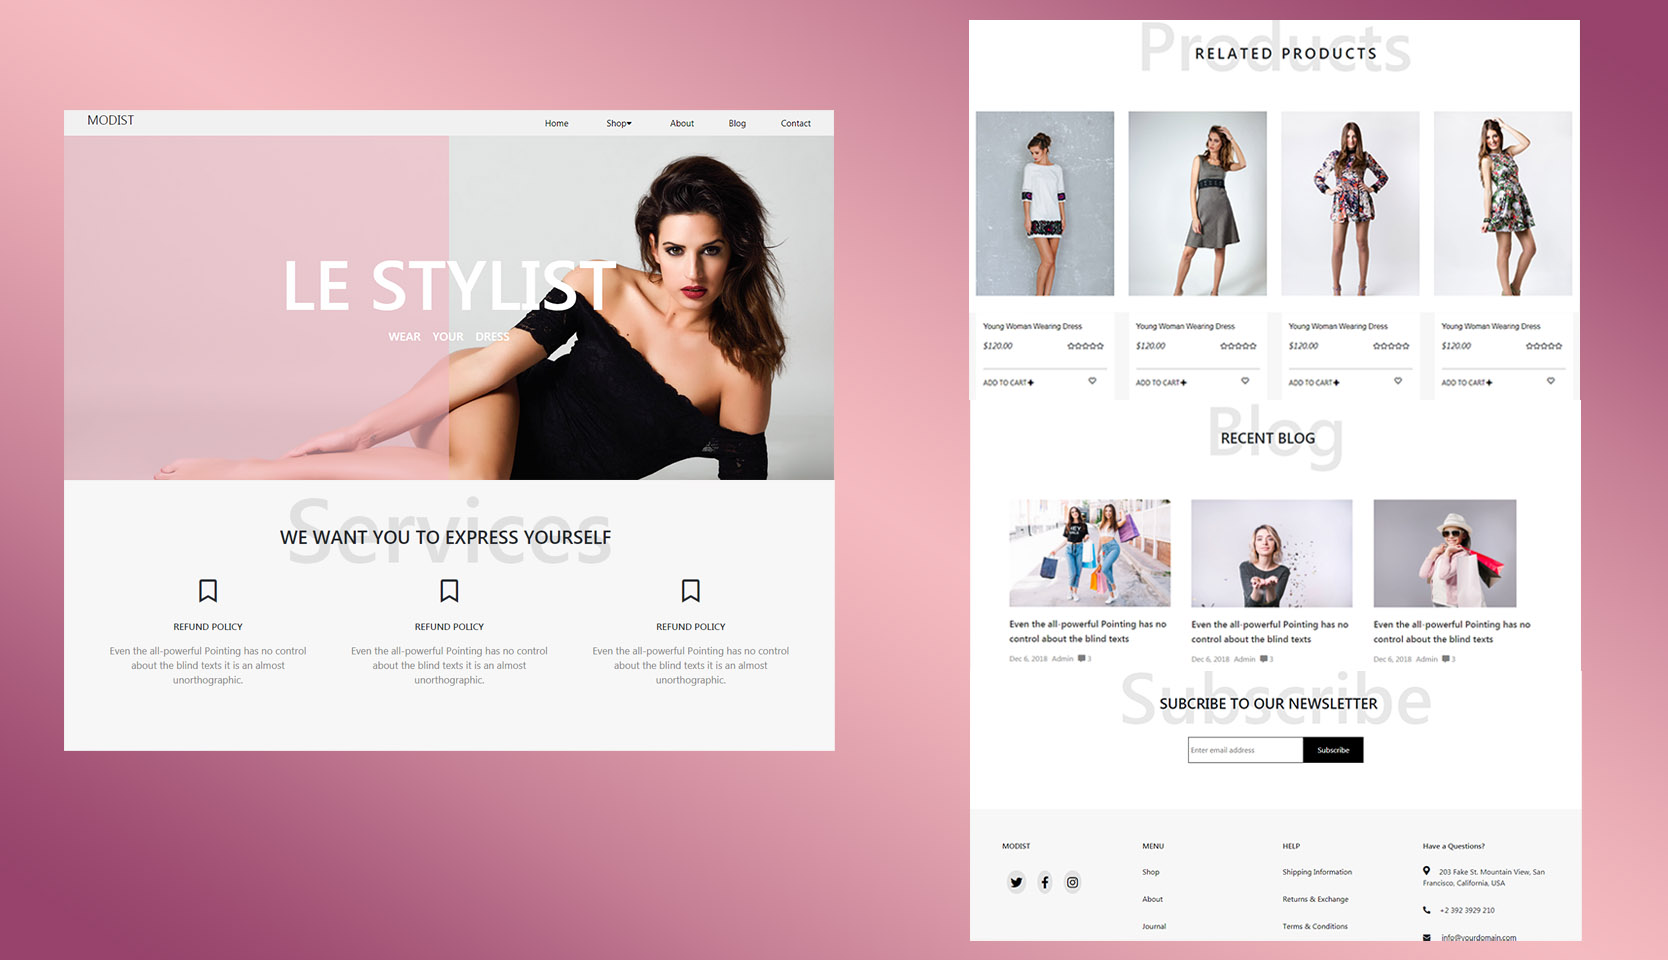 MODIST
Home Shop About Blog Contact
LE STYLIST
WEAR YOUR DRESS
Services
WE WANT YOU TO EXPRESS YOURSELF
REFUND POLICY
Even the all-powerful Pointing has no control
about the blind texts it is an almost
unorthographic.
REFUND POLICY
Even the all-powerful Pointing has no control
about the blind texts it is an almost
unorthographic.
REFUND POLICY
Even the all-powerful Pointing has no control
about the blind texts it is an almost
unorthographic.
Products
RELATED PRODUCTS
Young Woman Wearing Dress
$120.00
ADD TO CART
Young Woman Wearing Dress
$120.00
ADD TO CART
Young Woman Wearing Dress
$120.00
ADD TO CART
Young Woman Wearing Dress
$120.00
ADD TO CART
Blog
RECENT BLOG
Even the all-powerful Pointing has no
control about the blind texts
Dec 6, 2018 Admin 3
Even the all-powerful Pointing has no
control about the blind texts
Dec 6, 2018 Admin 3
Even the all-powerful Pointing has no
control about the blind texts
Dec 6, 2018 Admin 3
Subscribe
SUBCRIBE TO OUR NEWSLETTER
Enter email address
Subscribe
MODIST
MENU
Shop
About
Journal
HELP
Shipping Information
Returns & Exchange
Terms & Conditions
Have a Questions?
203 Fake St. Mountain View, San
Francisco, California, USA
+2 392 3929 210
info@yourdomain.com